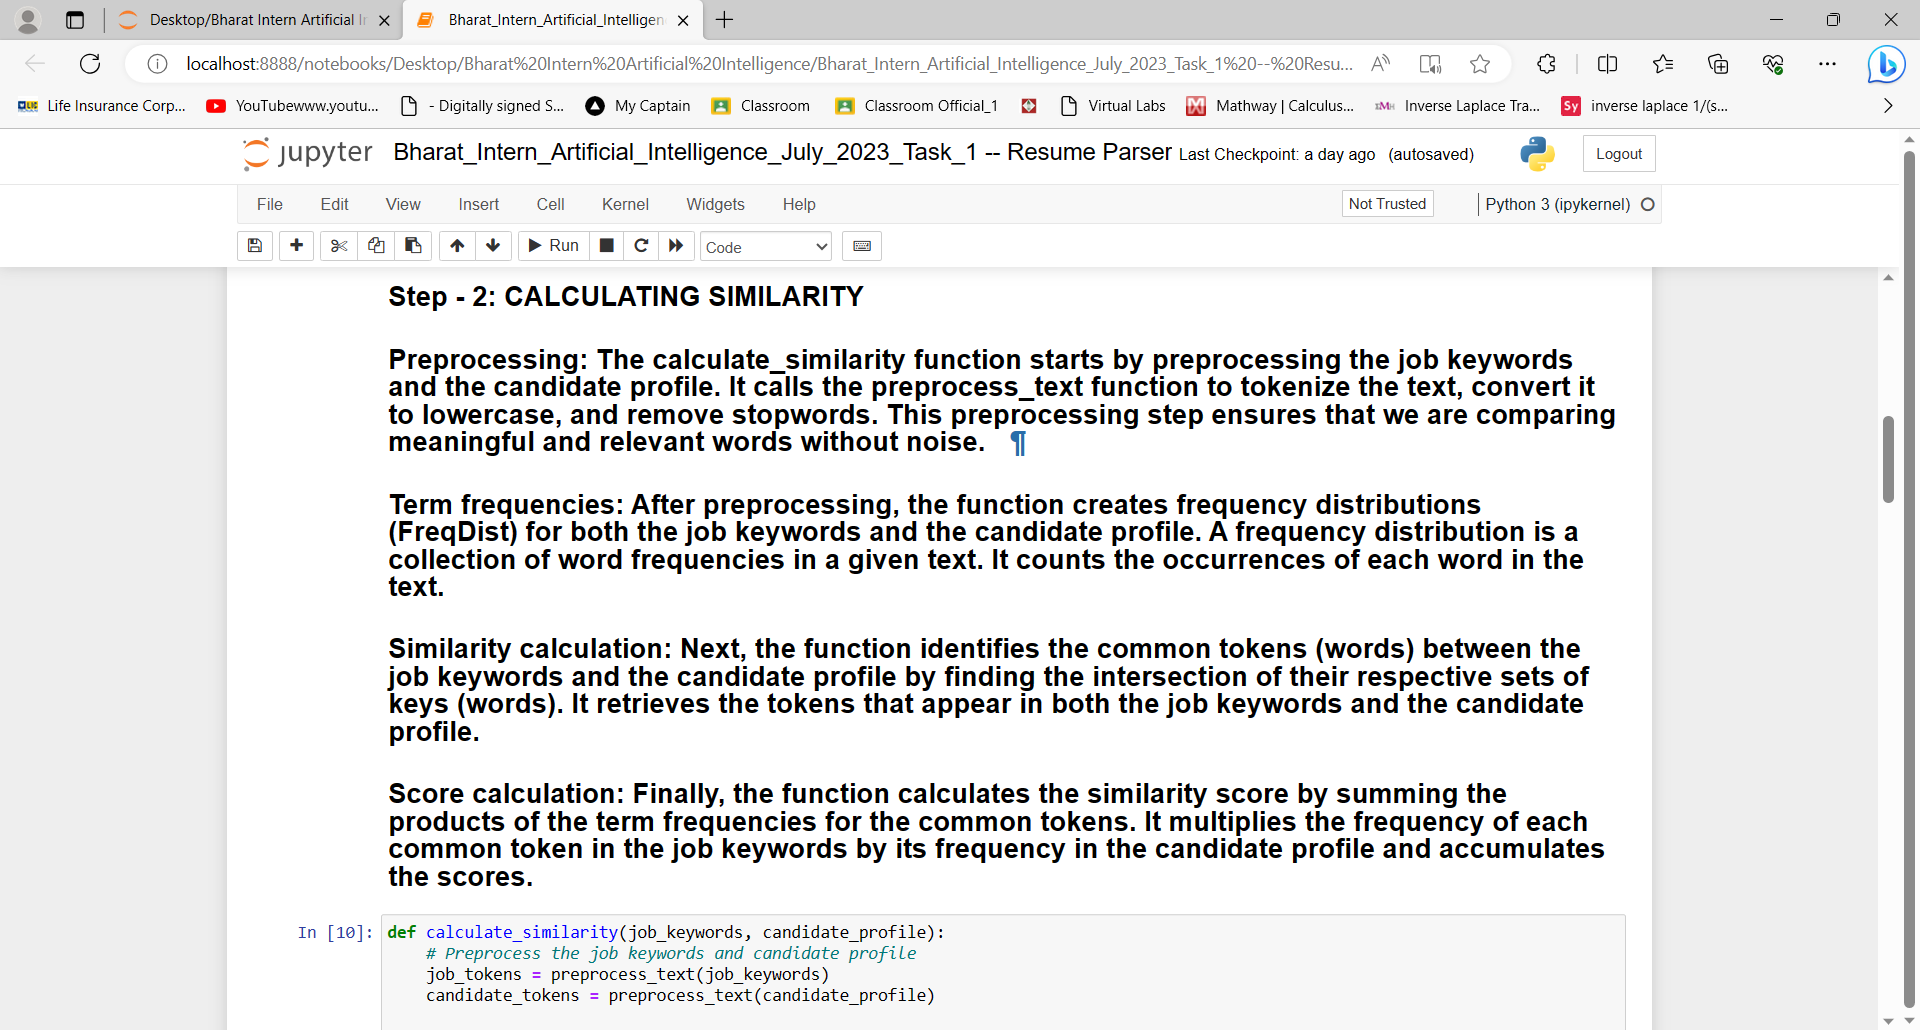 Desktop/Bharat Intern Artificial I
Bharat_Intern_Artificial_Intelligen
localhost:8888/notebooks/Desktop/Bharat%20Intern%20Artificial%20Intelligence/Bharat_Intern_Artificial_Intelligence_July_2023_Task_1%20--%20Resu...
Life Insurance Corp... YouTubewww.youtu... - Digitally signed S... My Captain Classroom Classroom Official_1 Virtual Labs Mathway | Calculus... Inverse Laplace Tra... Sy inverse laplace 1/(s...
jupyter Bharat_Intern_Artificial_Intelligence_July_2023_Task_1 -- Resume Parser Last Checkpoint: a day ago (autosaved) Logout
File Edit View Insert Cell Kernel Widgets Help Not Trusted Python 3 (ipykernel)
Run Code
Step - 2: CALCULATING SIMILARITY
Preprocessing: The calculate_similarity function starts by preprocessing the job keywords
and the candidate profile. It calls the preprocess_text function to tokenize the text, convert it
to lowercase, and remove stopwords. This preprocessing step ensures that we are comparing
meaningful and relevant words without noise. ¶
Term frequencies: After preprocessing, the function creates frequency distributions
(FreqDist) for both the job keywords and the candidate profile. A frequency distribution is a
collection of word frequencies in a given text. It counts the occurrences of each word in the
text.
Similarity calculation: Next, the function identifies the common tokens (words) between the
job keywords and the candidate profile by finding the intersection of their respective sets of
keys (words). It retrieves the tokens that appear in both the job keywords and the candidate
profile.
Score calculation: Finally, the function calculates the similarity score by summing the
products of the term frequencies for the common tokens. It multiplies the frequency of each
common token in the job keywords by its frequency in the candidate profile and accumulates
the scores.
In [10]: def calculate_similarity(job_keywords, candidate_profile):
# Preprocess the job keywords and candidate profile
job_tokens = preprocess_text(job_keywords)
candidate_tokens = preprocess_text(candidate_profile)